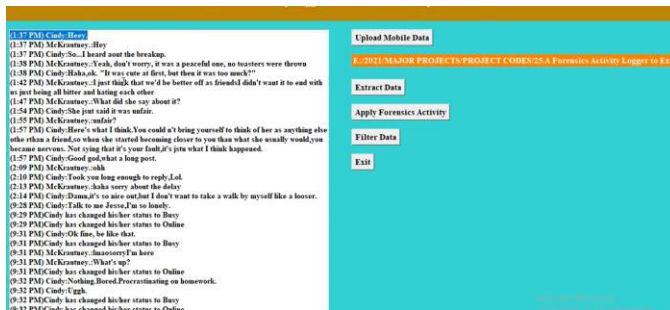 (1:37 PM) Cindy:Heey.
(1:37 PM) McKrautney.:Hey
(1:37 PM) Cindy:So...I heard aout the breakup.
(1:38 PM) McKrautney.:Yeah, don't worry, it was a peaceful one, no toasters were thrown
(1:38 PM) Cindy:Haha,ok. "It was cute at first, but then it was too much?"
(1:42 PM) McKrautney.:I just think that we'd be better off as friendsI didn't want it to end with
us just being all bitter and hating each other
(1:47 PM) McKrautney.:What did she say about it?
(1:54 PM) Cindy:She jsut said it was unfair.
(1:55 PM) McKrautney.:unfair?
(1:57 PM) Cindy:Here's what I think.You could n't bring yourself to think of her as anything else
othe rthan a friend,so when she started becoming closer to you than what she usually would,you
became nervous. Not sying that it's your fault,it's jstu what I think happened.
(1:57 PM) Cindy:Good god,what a long post.
(2:09 PM) McKrautney.:ohh
(2:10 PM) Cindy:Took you long enough to reply,Lol.
(2:13 PM) McKrautney.:haha sorry about the delay
(2:14 PM) Cindy:Damn,it's so nice out,but I don't want to take a walk by myself like a looser.
(9:28 PM) Cindy:Talk to me Jesse,I'm so lonely.
(9:29 PM)Cindy has changed his/her status to Busy
(9:29 PM)Cindy has changed his/her status to Online
(9:31 PM) Cindy:Ok fine, be like that.
(9:31 PM)Cindy has changed his/her status to Busy
(9:31 PM) McKrautney.:lmaosorryI'm here
(9:31 PM) McKrautney.:What's up?
(9:31 PM)Cindy has changed his/her status to Online
(9:32 PM) Cindy:Nothing.Bored.Procrastinating on homework.
(9:32 PM) Cindy:Uggh.
(9:32 PM)Cindy has changed his/her status to Busy
(9:32 PM)Cindy has changed his/her status to Online
Upload Mobile Data
E:/2021/MAJOR PROJECTS/PROJECT CODES/25.A Forensics Activity Logger to Ex
Extract Data
Apply Forensics Activity
Filter Data
Exit